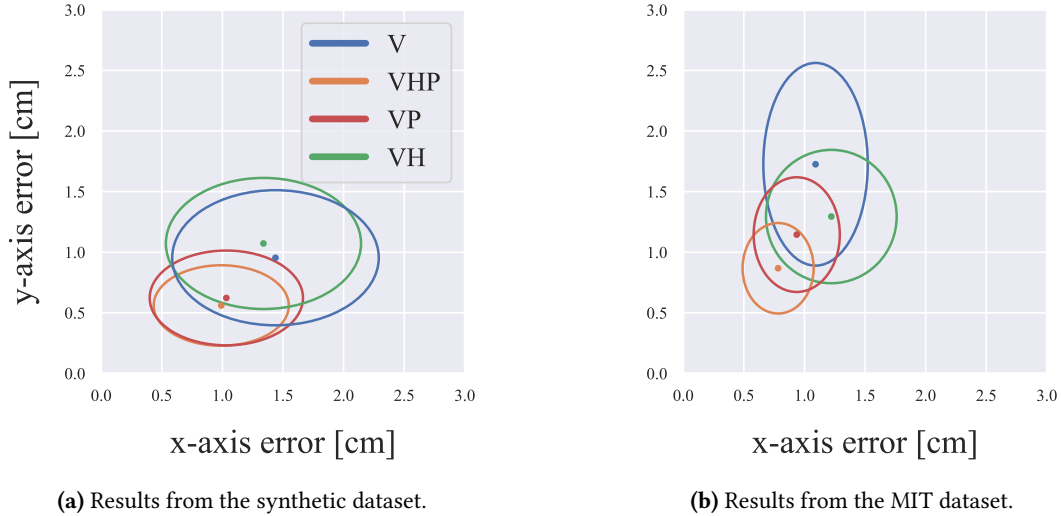 3.0
2.5
2.0
1.5
1.0
0.5
0.0
0.0 0.5 1.0 1.5 2.0 2.5 3.0
y-axis error [cm]
x-axis error [cm]
V
VHP
VP
VH
(a) Results from the synthetic dataset.
3.0
2.5
2.0
1.5
1.0
0.5
0.0
0.0 0.5 1.0 1.5 2.0 2.5 3.0
x-axis error [cm]
(b) Results from the MIT dataset.